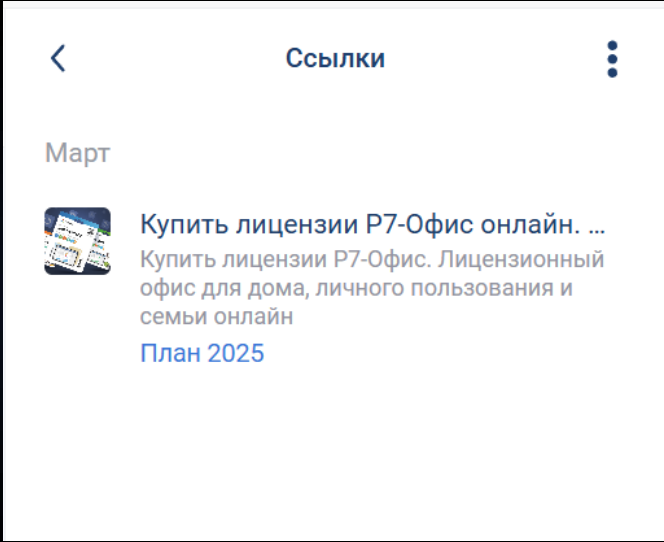 Ссылки
Март
Купить лицензии Р7-Офис онлайн. ...
Купить лицензии Р7-Офис. Лицензионный
офис для дома, личного пользования и
семьи онлайн
План 2025